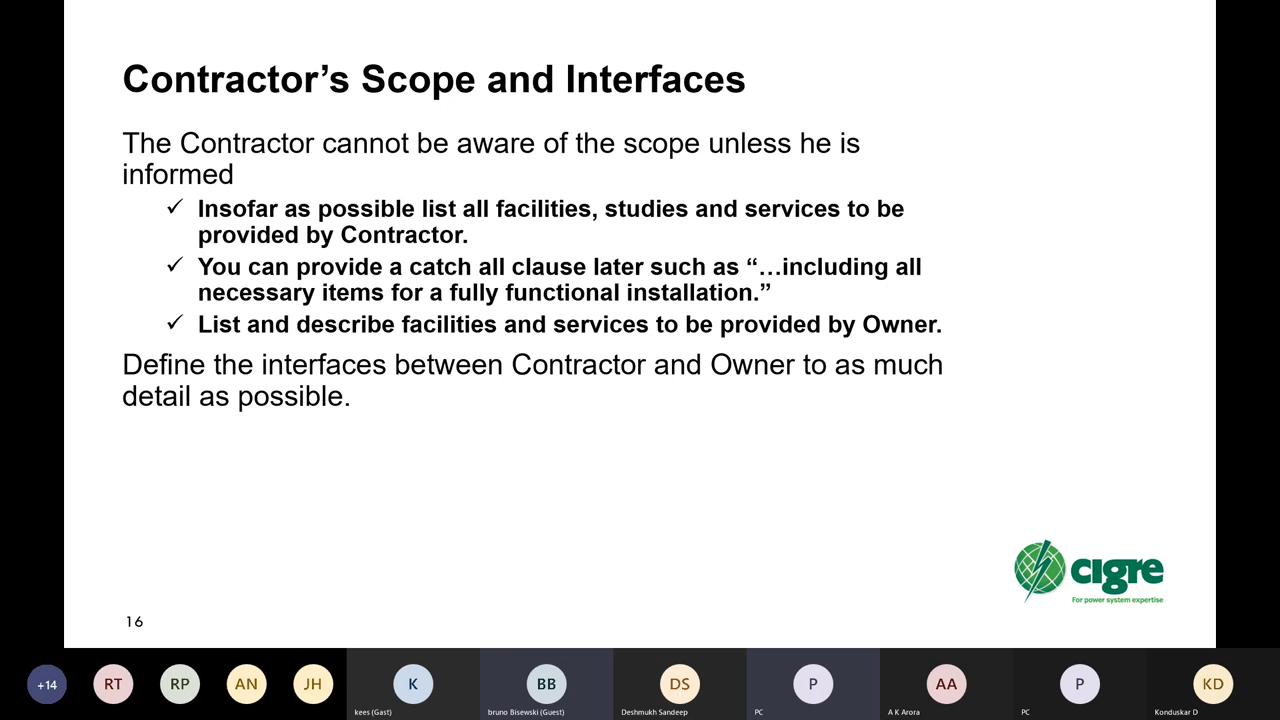 Contractor’s Scope and Interfaces
The Contractor cannot be aware of the scope unless he is
informed
✓ Insofar as possible list all facilities, studies and services to be
provided by Contractor.
✓ You can provide a catch all clause later such as “…including all
necessary items for a fully functional installation.”
✓ List and describe facilities and services to be provided by Owner.
Define the interfaces between Contractor and Owner to as much
detail as possible.
cigre
For power system expertise
16
+14 RT RP AN JH K BB DS P AA P KD
kees (Gast) bruno Bisewski (Guest) Deshmukh Sandeep PC A K Arora PC Konduskar D